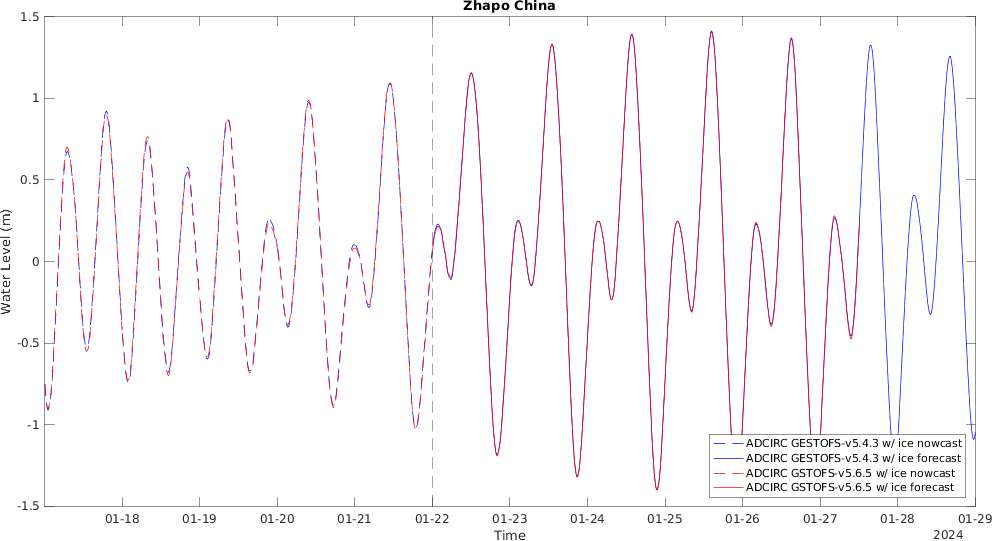 Zhapo China
1.5
1
0.5
0
-0.5
-1
-1.5
Water Level (m)
ADCIRC GESTOFS-v5.4.3 w/ ice nowcast
ADCIRC GESTOFS-v5.4.3 w/ ice forecast
ADCIRC GSTOFS-v5.6.5 w/ ice nowcast
ADCIRC GSTOFS-v5.6.5 w/ ice forecast
01-18 01-19 01-20 01-21 01-22 01-23 01-24 01-25 01-26 01-27 01-28 01-29
Time
2024